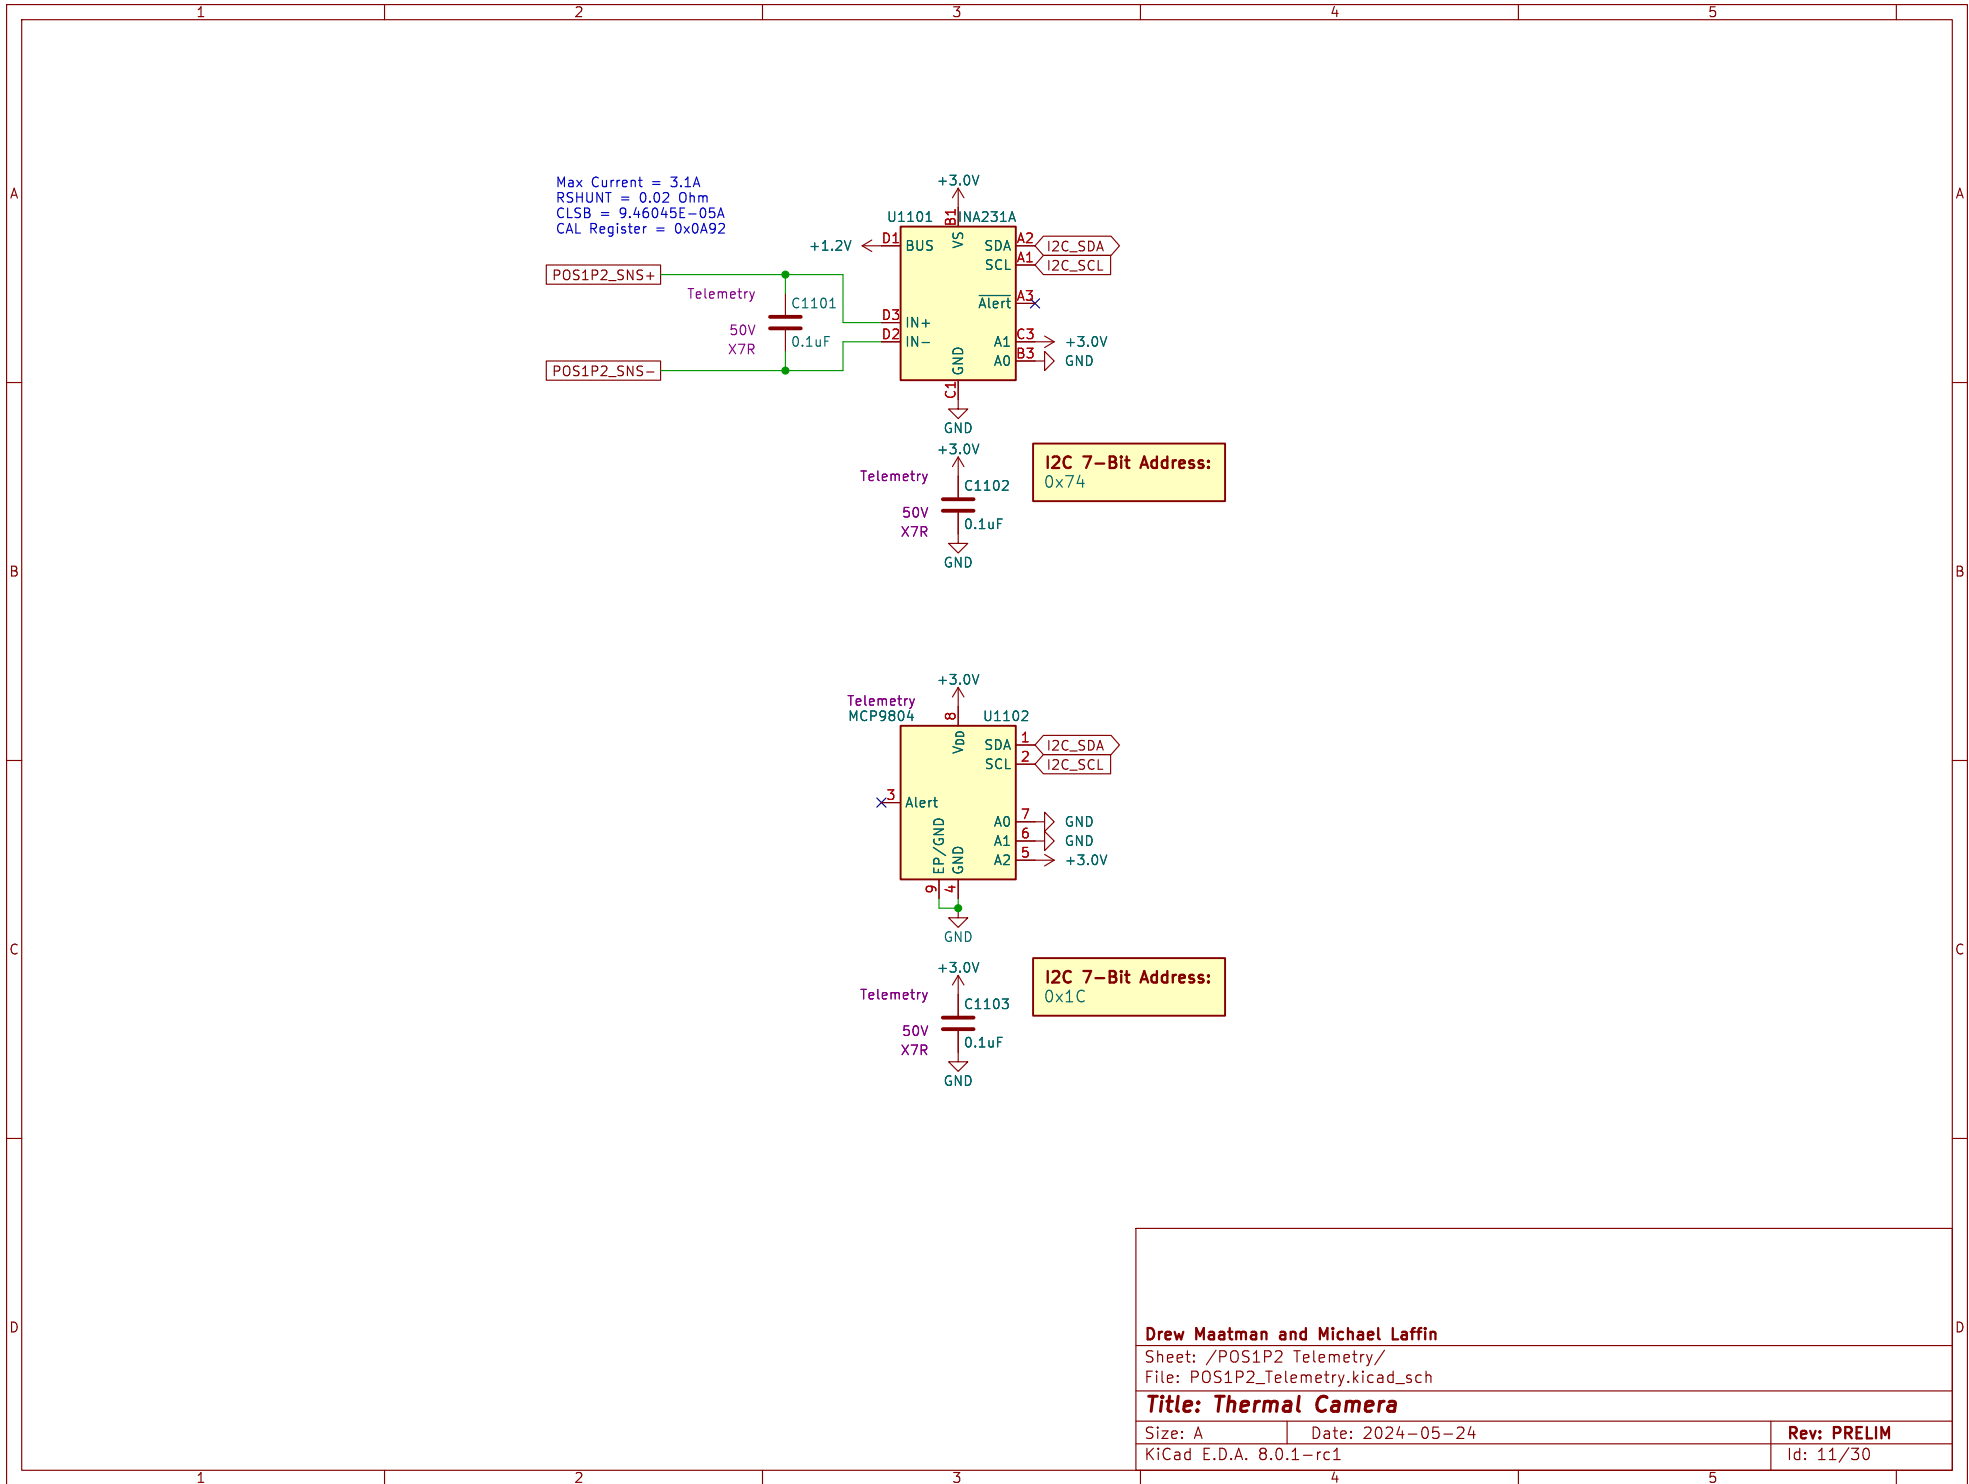 1 2 3 4 5
A A
Max Current = 3.1A
RSHUNT = 0.02 Ohm
CLSB = 9.46045E-05A
CAL Register = 0x0A92
+3.0V
U1101 INA231A
B1
VS
+1.2V
D1 BUS
SDA A2 I2C_SDA
SCL A1 I2C_SCL
POS1P2_SNS+
Telemetry
C1101
Alert A3
D3 IN+
50V
X7R
0.1uF
D2 IN-
A1 C3 +3.0V
A0 B3 GND
GND
POS1P2_SNS-
C1
GND
+3.0V
Telemetry
C1102
50V
0.1uF
X7R
GND
I2C 7-Bit Address:
0x74
B B
+3.0V
Telemetry
MCP9804
8
U1102
VDD
SDA 1 I2C_SDA
SCL 2 I2C_SCL
3 Alert
A0 7 GND
A1 6 GND
A2 5 +3.0V
EP/GND
GND
9 4
GND
C C
+3.0V
Telemetry
C1103
50V
0.1uF
X7R
GND
I2C 7-Bit Address:
0x1C
D D
Drew Maatman and Michael Laffin
Sheet: /POS1P2 Telemetry/
File: POS1P2_Telemetry.kicad_sch
Title: Thermal Camera
Size: A Date: 2024-05-24 Rev: PRELIM
KiCad E.D.A. 8.0.1-rc1 Id: 11/30
1 2 3 4 5